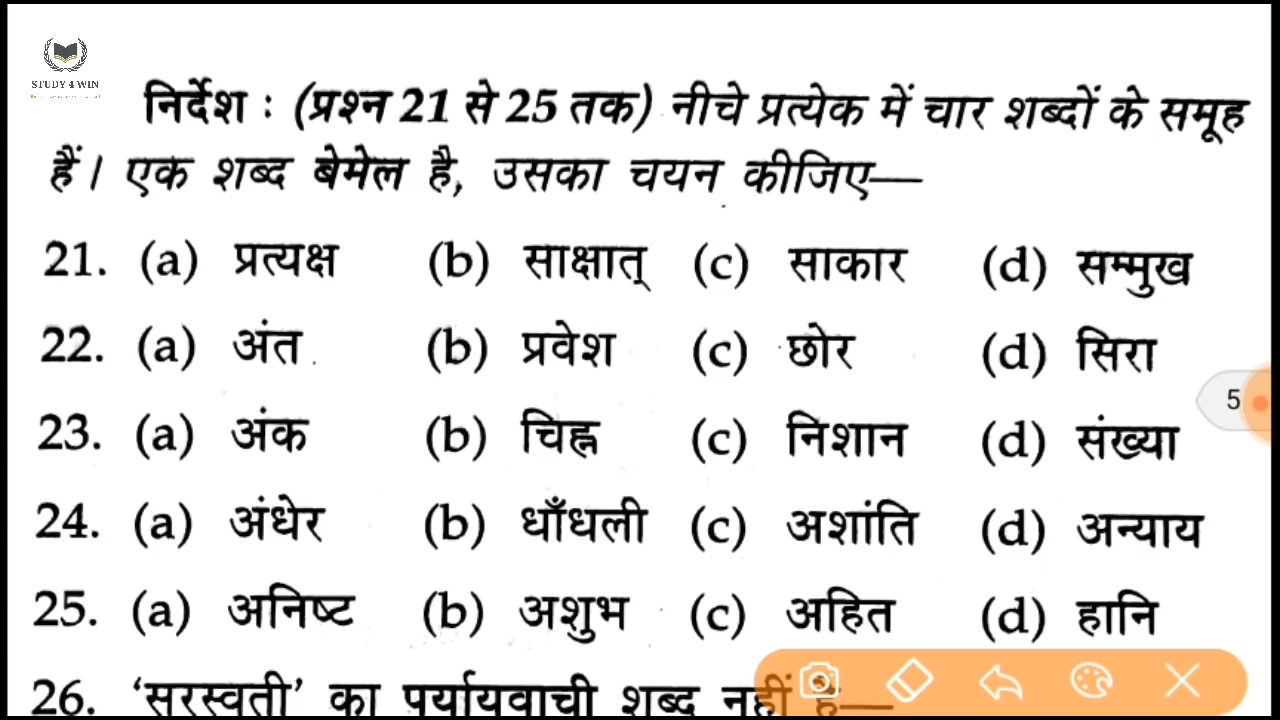 STUDY 4 WIN
निर्देश : (प्रश्न 21 से 25 तक) नीचे प्रत्येक में चार शब्दों के समूह
हैं। एक शब्द बेमेल है, उसका चयन कीजिए—
21. (a) प्रत्यक्ष (b) साक्षात् (c) साकार (d) सम्मुख
22. (a) अंत (b) प्रवेश (c) छोर (d) सिरा
23. (a) अंक (b) चिह्न (c) निशान (d) संख्या
5
24. (a) अंधेर (b) धाँधली (c) अशांति (d) अन्याय
25. (a) अनिष्ट (b) अशुभ (c) अहित (d) हानि
26. ‘सरस्वती’ का पर्यायवाची शब्द नहीं है—